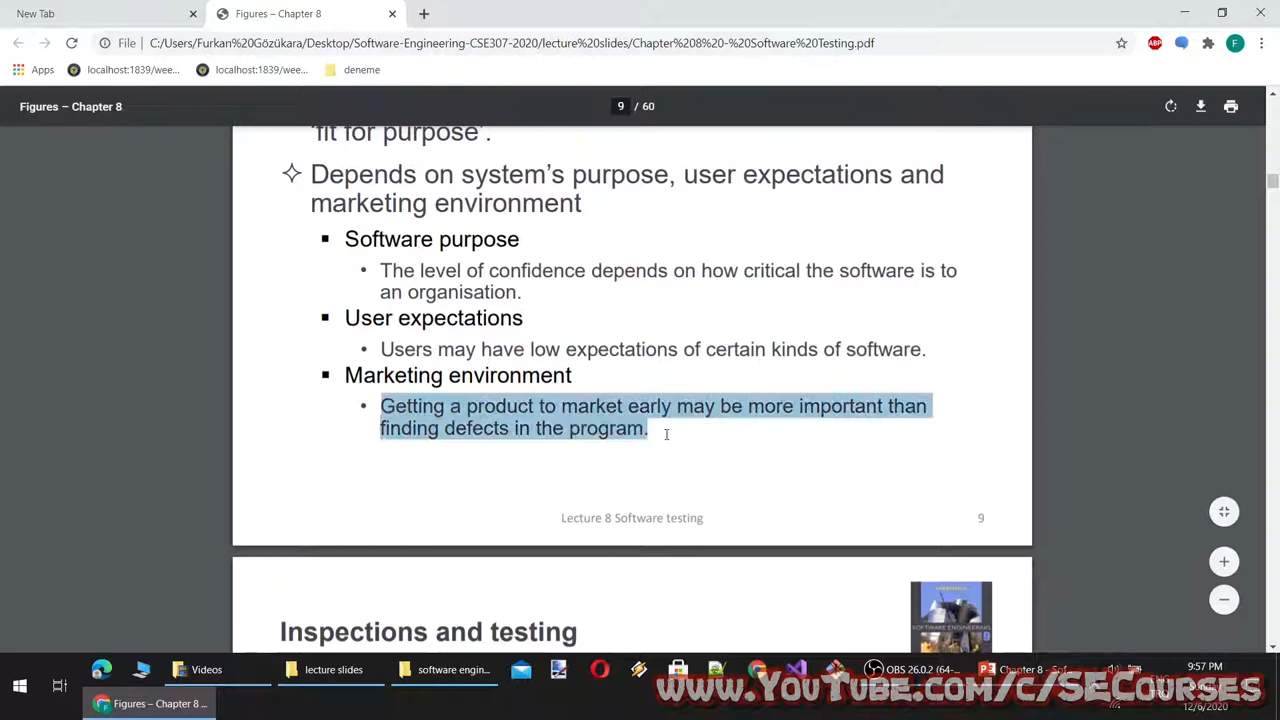 New Tab
Figures – Chapter 8
File
C:/Users/Furkan%20Gözükara/Desktop/Software-Engineering-CSE307-2020/lecture%20slides/Chapter%208%20-%20Software%20Testing.pdf
ABP
F
Apps
localhost:1839/wee...
localhost:1839/wee...
deneme
Figures – Chapter 8
9 / 60
'fit for purpose'.
Depends on system's purpose, user expectations and
marketing environment
Software purpose
The level of confidence depends on how critical the software is to
an organisation.
User expectations
Users may have low expectations of certain kinds of software.
Marketing environment
Getting a product to market early may be more important than
finding defects in the program.
Lecture 8 Software testing
9
Inspections and testing
SOFTWARE ENGINEERING
9
Videos
lecture slides
software engin...
OBS 26.0.2 (64-...
Chapter 8 - Sof...
9:57 PM
Figures – Chapter 8 ...
www.YouTube.com/c/SECourses
12/6/2020